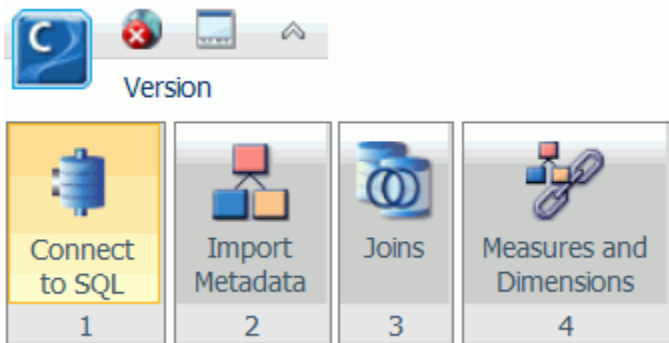 C
Version
Connect
to SQL
Import
Metadata
Joins
Measures and
Dimensions
1
2
3
4